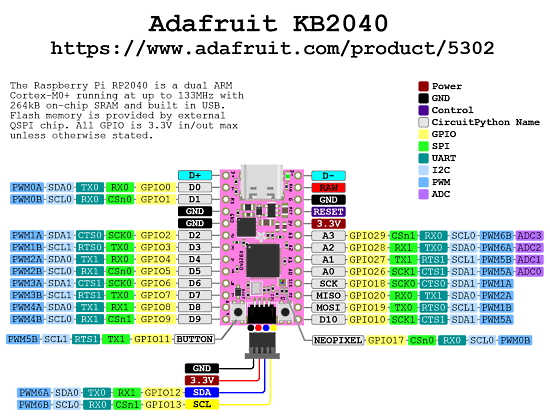 Adafruit KB2040
https://www.adafruit.com/product/5302
The Raspberry Pi RP2040 is a dual ARM
Cortex-M0+ running at up to 133MHz with
264kB on-chip SRAM and built in USB.
Flash memory is provided by external
QSPI chip. All GPIO is 3.3V in/out max
unless otherwise stated.
Power
GND
Control
CircuitPython Name
GPIO
SPI
UART
I2C
PWM
ADC
D+ D-
PWM0A SDA0 TX0 RX0 GPIO0 D0 RAW
PWM0B SCL0 RX0 CSn0 GPIO1 D1 GND
GND RESET
GND 3.3V
PWM1A SDA1 CTS0 SCK0 GPIO2 D2 A3 GPIO29 CSn1 RX0 SCL0 PWM6B ADC3
PWM1B SCL1 RTS0 TX0 GPIO3 D3 A2 GPIO28 RX1 TX0 SDA0 PWM6A ADC2
PWM2A SDA0 TX1 RX0 GPIO4 D4 A1 GPIO27 TX1 RTS1 SCL1 PWM5B ADC1
PWM2B SCL0 RX1 CSn0 GPIO5 D5 A0 GPIO26 SCK1 CTS1 SDA1 PWM5A ADC0
PWM3A SDA1 CTS1 SCK0 GPIO6 D6 SCK GPIO18 SCK0 CTS0 SDA1 PWM1A
PWM3B SCL1 RTS1 TX0 GPIO7 D7 MISO GPIO20 RX0 TX1 SDA0 PWM2A
PWM4A SDA0 TX1 RX1 GPIO8 D8 MOSI GPIO19 TX0 RTS0 SCL1 PWM1B
PWM4B SCL0 RX1 CSn1 GPIO9 D9 D10 GPIO10 SCK1 CTS1 SDA1 PWM5A
PWM5B SCL1 RTS1 TX1 GPIO11 BUTTON NEOPIXEL GPIO17 CSn0 RX0 SCL0 PWM0B
GND
3.3V
PWM6A SDA0 TX0 RX1 GPIO12 SDA
PWM6B SCL0 RX0 CSn1 GPIO13 SCL